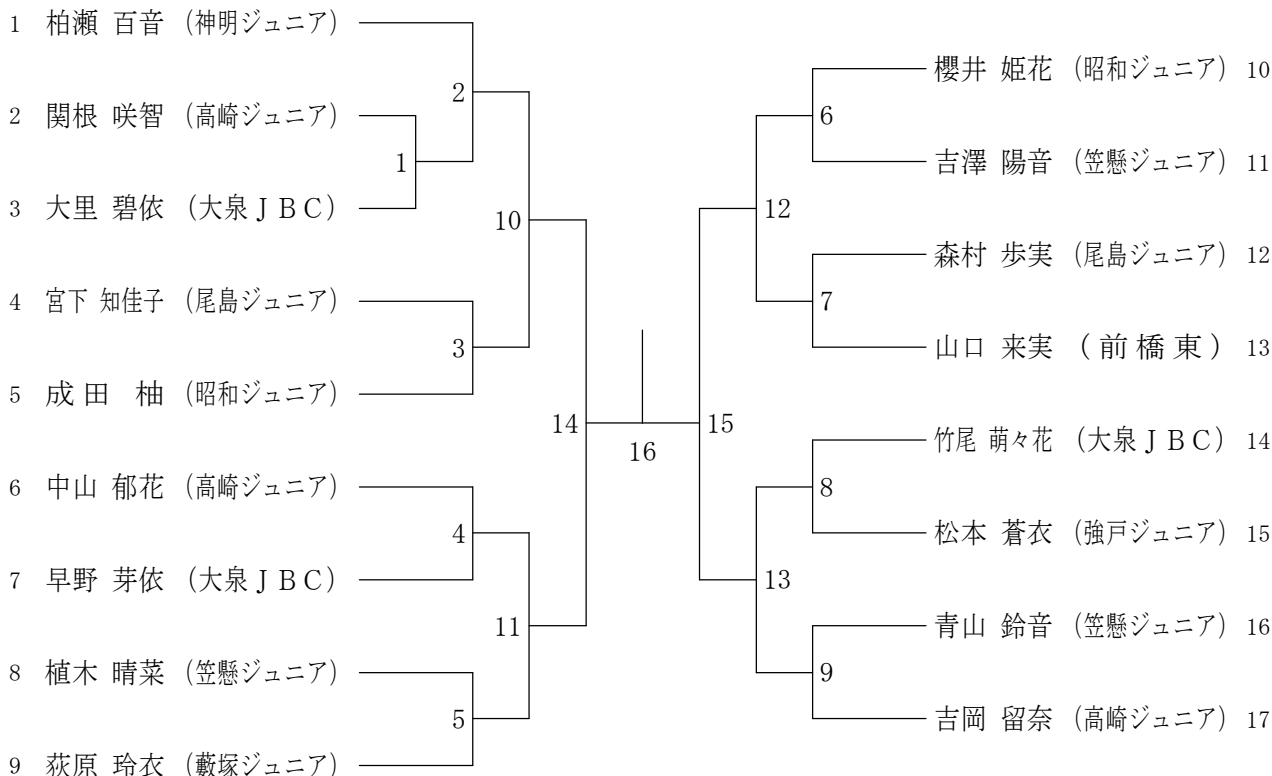 1 柏瀬 百音 （神明ジュニア）
2 関根 咲智 （高崎ジュニア）
3 大里 碧依 （大泉ＪＢＣ）
4 宮下 知佳子 （尾島ジュニア）
5 成田 柚 （昭和ジュニア）
6 中山 郁花 （高崎ジュニア）
7 早野 芽依 （大泉ＪＢＣ）
8 植木 晴菜 （笠懸ジュニア）
9 荻原 玲衣 （藪塚ジュニア）
2
1
10
3
14
4
11
5
16
6
12
7
15
8
13
9
櫻井 姫花 （昭和ジュニア） 10
吉澤 陽音 （笠懸ジュニア） 11
森村 歩実 （尾島ジュニア） 12
山口 来実 （前橋東） 13
竹尾 萌々花 （大泉ＪＢＣ） 14
松本 蒼衣 （強戸ジュニア） 15
青山 鈴音 （笠懸ジュニア） 16
吉岡 留奈 （高崎ジュニア） 17